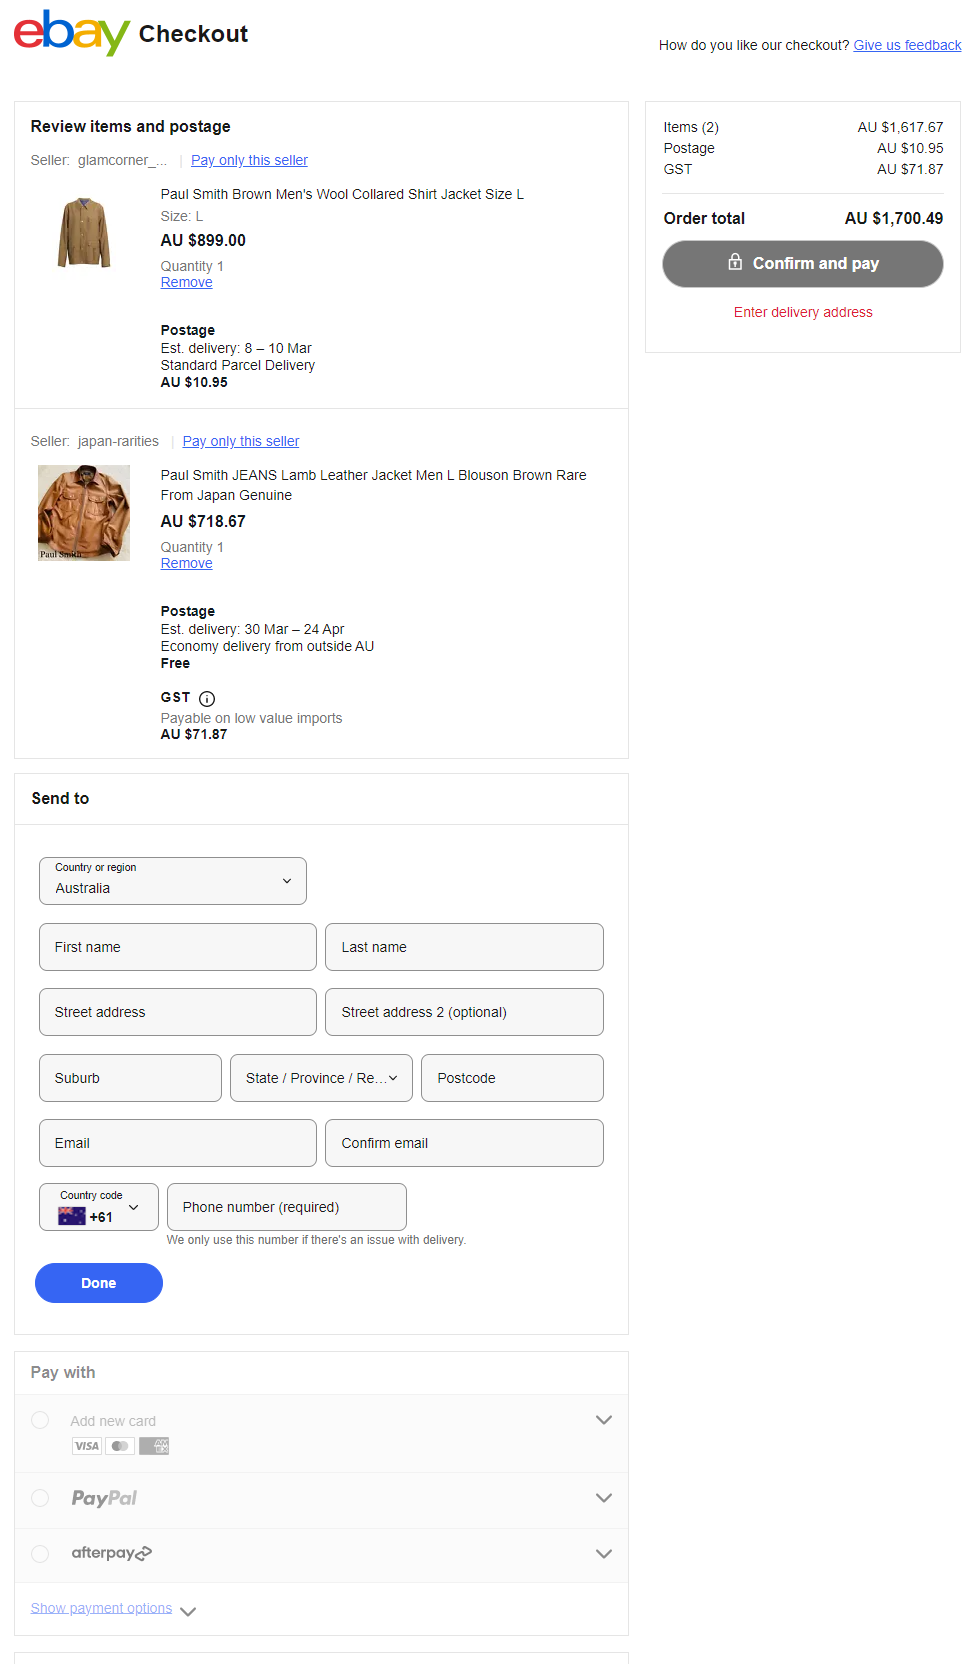 ebay Checkout
How do you like our checkout? Give us feedback
Review items and postage
Seller: glamcorner_... | Pay only this seller
Paul Smith Brown Men's Wool Collared Shirt Jacket Size L
Size: L
AU $899.00
Quantity 1
Remove
Postage
Est. delivery: 8 – 10 Mar
Standard Parcel Delivery
AU $10.95
Seller: japan-rarities | Pay only this seller
Paul Smith JEANS Lamb Leather Jacket Men L Blouson Brown Rare
From Japan Genuine
AU $718.67
Quantity 1
Remove
Paul Smith
Postage
Est. delivery: 30 Mar – 24 Apr
Economy delivery from outside AU
Free
GST
Payable on low value imports
AU $71.87
Items (2) AU $1,617.67
Postage AU $10.95
GST AU $71.87
Order total AU $1,700.49
Confirm and pay
Enter delivery address
Send to
Country or region
Australia
First name Last name
Street address Street address 2 (optional)
Suburb State / Province / Re... Postcode
Email Confirm email
Country code
+61
Phone number (required)
We only use this number if there's an issue with delivery.
Done
Pay with
Add new card
VISA AMEX
PayPal
afterpay
Show payment options